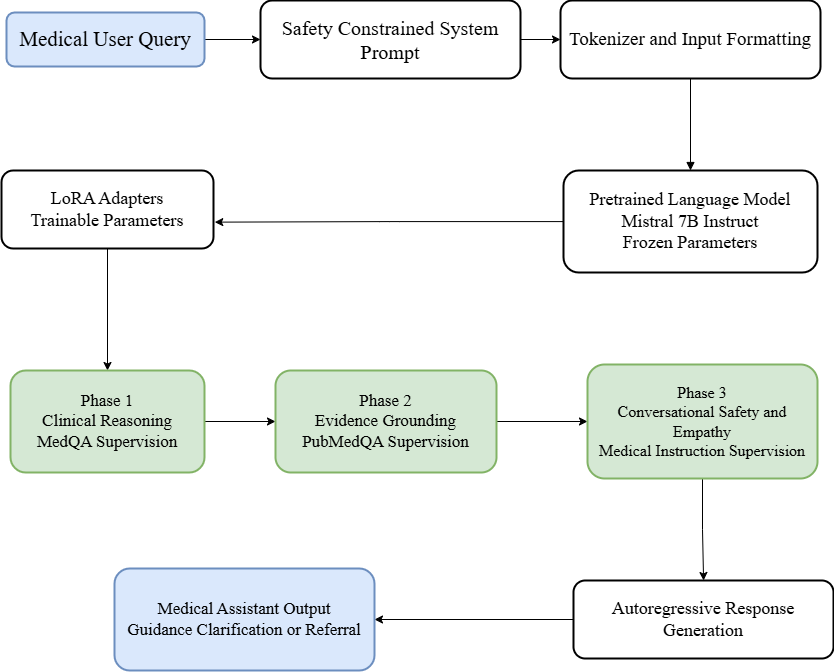 Medical User Query
Safety Constrained System
Prompt
Tokenizer and Input Formatting
Pretrained Language Model
Mistral 7B Instruct
Frozen Parameters
LoRA Adapters
Trainable Parameters
Phase 1
Clinical Reasoning
MedQA Supervision
Phase 2
Evidence Grounding
PubMedQA Supervision
Phase 3
Conversational Safety and
Empathy
Medical Instruction Supervision
Autoregressive Response
Generation
Medical Assistant Output
Guidance Clarification or Referral